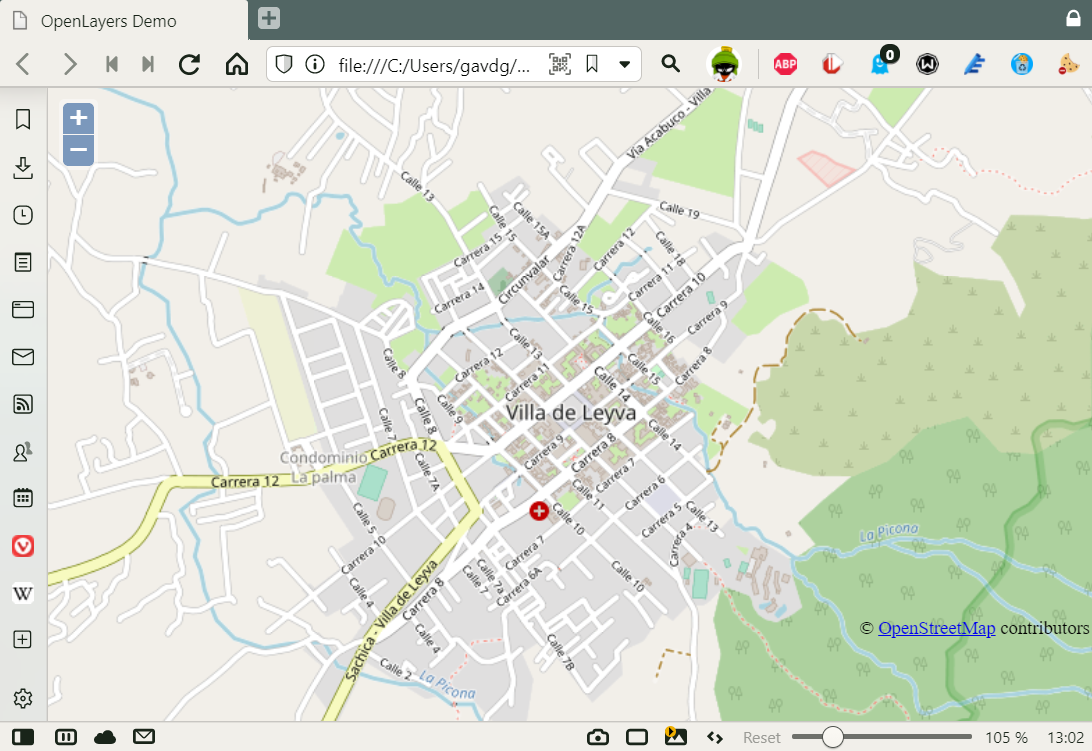 OpenLayers Demo
file:///C:/Users/gavdg/...
ABP
0
W
+
−
Via Acabuco - Villa
Calle 13
Calle 19
Calle 15A
Calle 15
Carrera 12A
Carrera 12
Calle 18
Carrera 15
Circunvalar
Carrera 11
Carrera 10
Carrera 14
Calle 15
Carrera 9
Calle 16
Calle 13
Carrera 8
Calle 8
Carrera 12
Carrera 11
Calle 15
Calle 14
Calle 9
Calle 8
Villa de Leyva
Calle 7
Calle 14
Carrera 12
Carrera 9
Carrera 8
Condominio
La palma
Carrera 12
Calle 7A
Carrera 7
Calle 11
Carrera 6
Calle 5
Calle 10
Carrera 5
Calle 13
Carrera 4
La Picona
Carrera 10
Carrera 7
Calle 7a
Calle 7
Carrera 6A
Calle 10
Calle 4
Carrera 8
Sachica - Villa de Leyva
Calle 4
Calle 7B
Calle 2
La Picona
W
© OpenStreetMap contributors
Reset
105 %
13:02